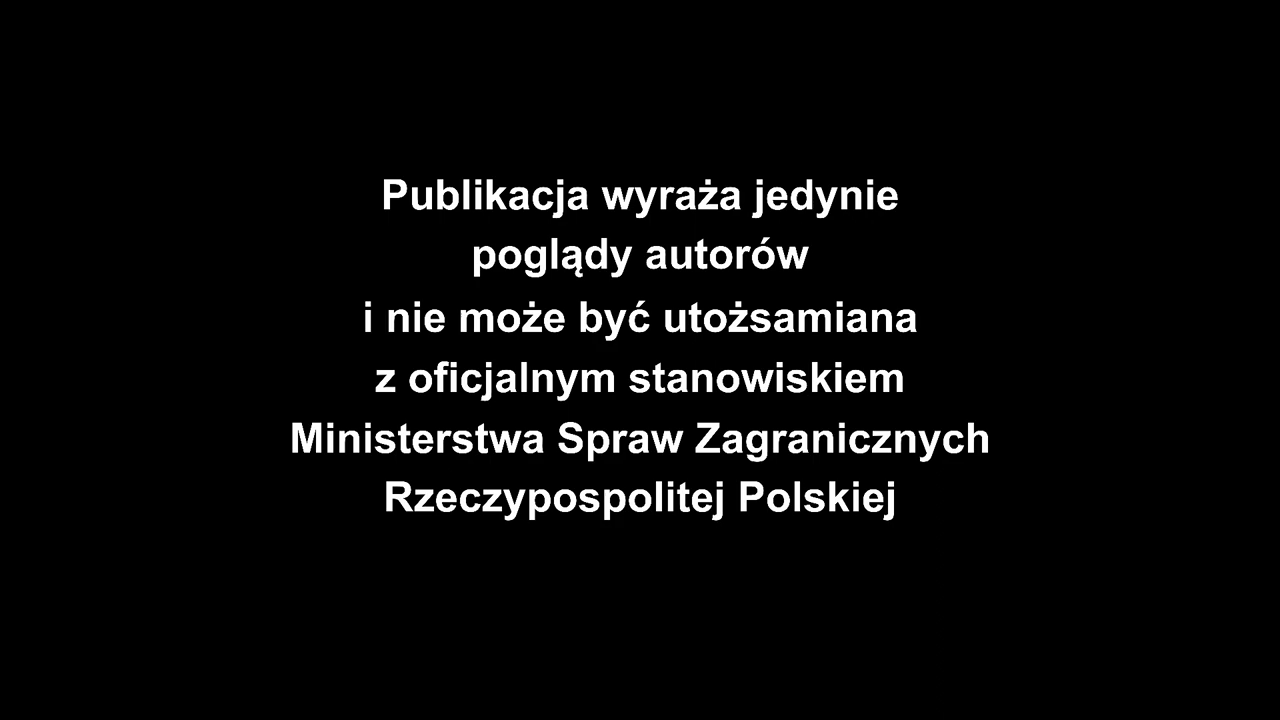 Publikacja wyraża jedynie
poglądy autorów
i nie może być utożsamiana
z oficjalnym stanowiskiem
Ministerstwa Spraw Zagranicznych
Rzeczypospolitej Polskiej